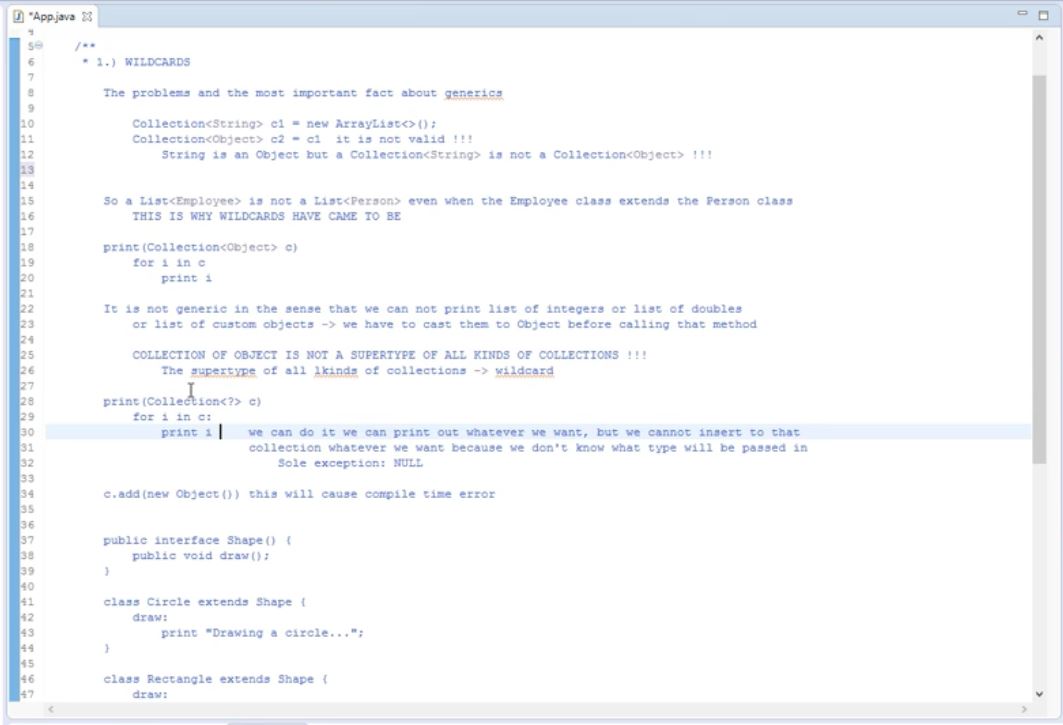 *App.java
4
5 /**
6 * 1.) WILDCARDS
7
8 The problems and the most important fact about generics
9
10 Collection<String> c1 = new ArrayList<>();
11 Collection<Object> c2 = c1  it is not valid !!!
12 String is an Object but a Collection<String> is not a Collection<Object> !!!
13
14
15 So a List<Employee> is not a List<Person> even when the Employee class extends the Person class
16 THIS IS WHY WILDCARDS HAVE CAME TO BE
17
18 print(Collection<Object> c)
19 for i in c
20 print i
21
22 It is not generic in the sense that we can not print list of integers or list of doubles
23 or list of custom objects -> we have to cast them to Object before calling that method
24
25 COLLECTION OF OBJECT IS NOT A SUPERTYPE OF ALL KINDS OF COLLECTIONS !!!
26 The supertype of all lkinds of collections -> wildcard
27
28 print(Collection<?> c)
29 for i in c:
30 print i we can do it we can print out whatever we want, but we cannot insert to that
31 collection whatever we want because we don't know what type will be passed in
32 Sole exception: NULL
33
34 c.add(new Object()) this will cause compile time error
35
36
37 public interface Shape() {
38 public void draw();
39 }
40
41 class Circle extends Shape {
42 draw:
43 print "Drawing a circle...";
44 }
45
46 class Rectangle extends Shape {
47 draw: